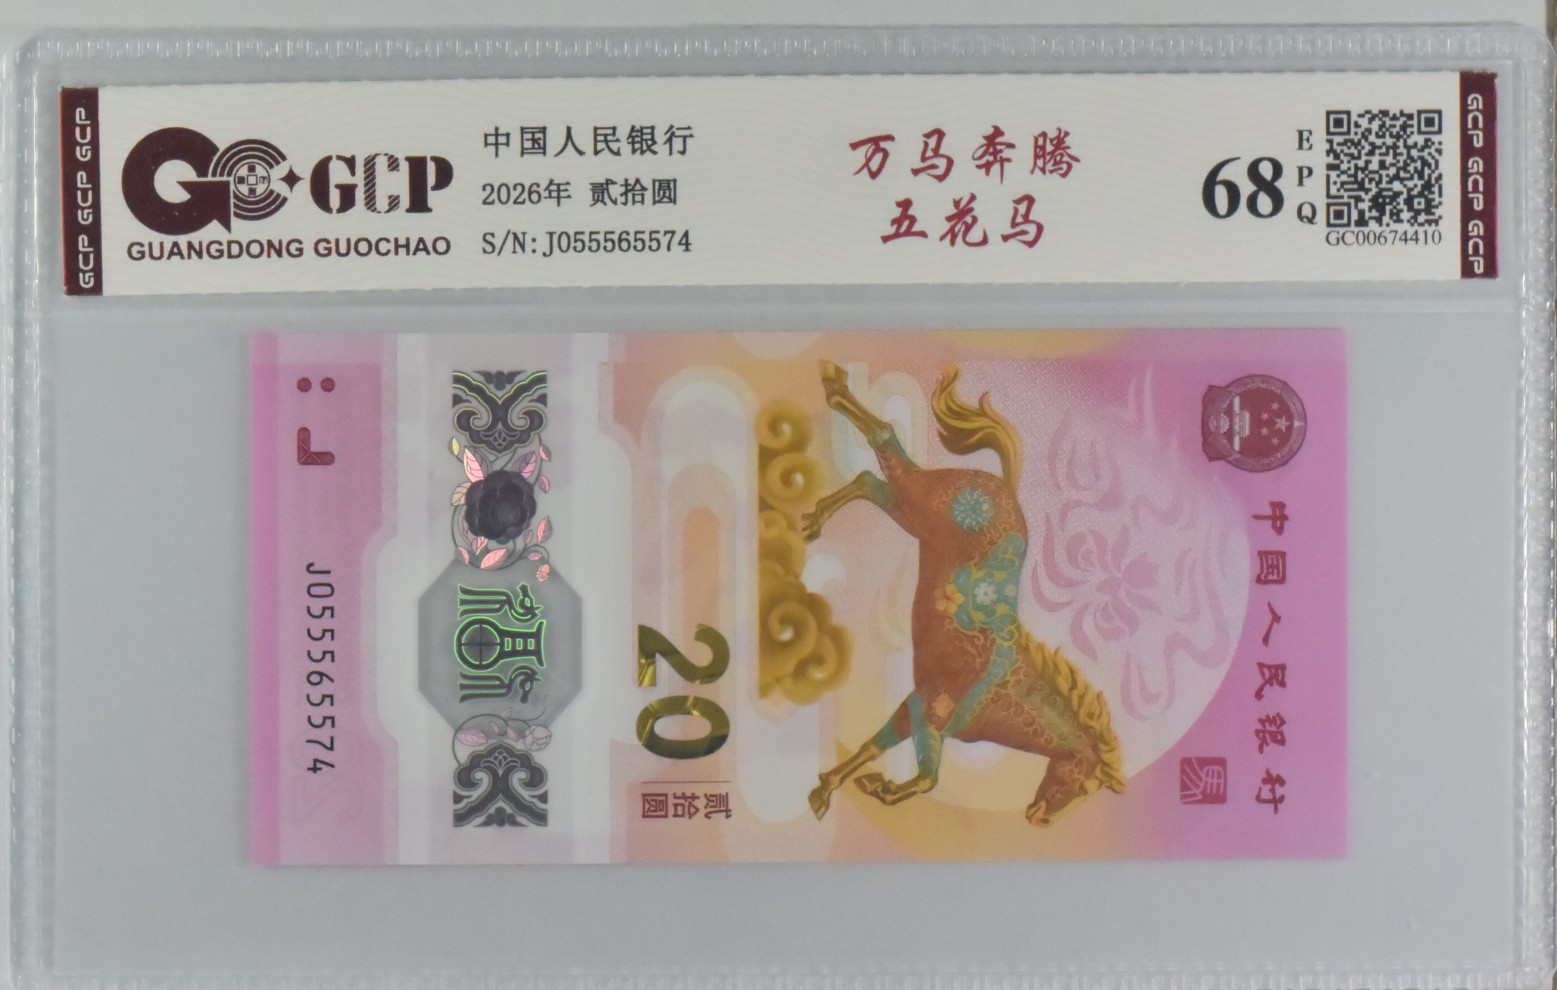 GCP GCP GCP
GCP
GUANGDONG GUOCHAO
中国人民银行
2026年 贰拾圆
S/N:J055565574
万马奔腾
五花马
68
EPQ
GC00674410
GCP GCP GCP
中国人民银行
馬
20
贰拾圆
J055565574